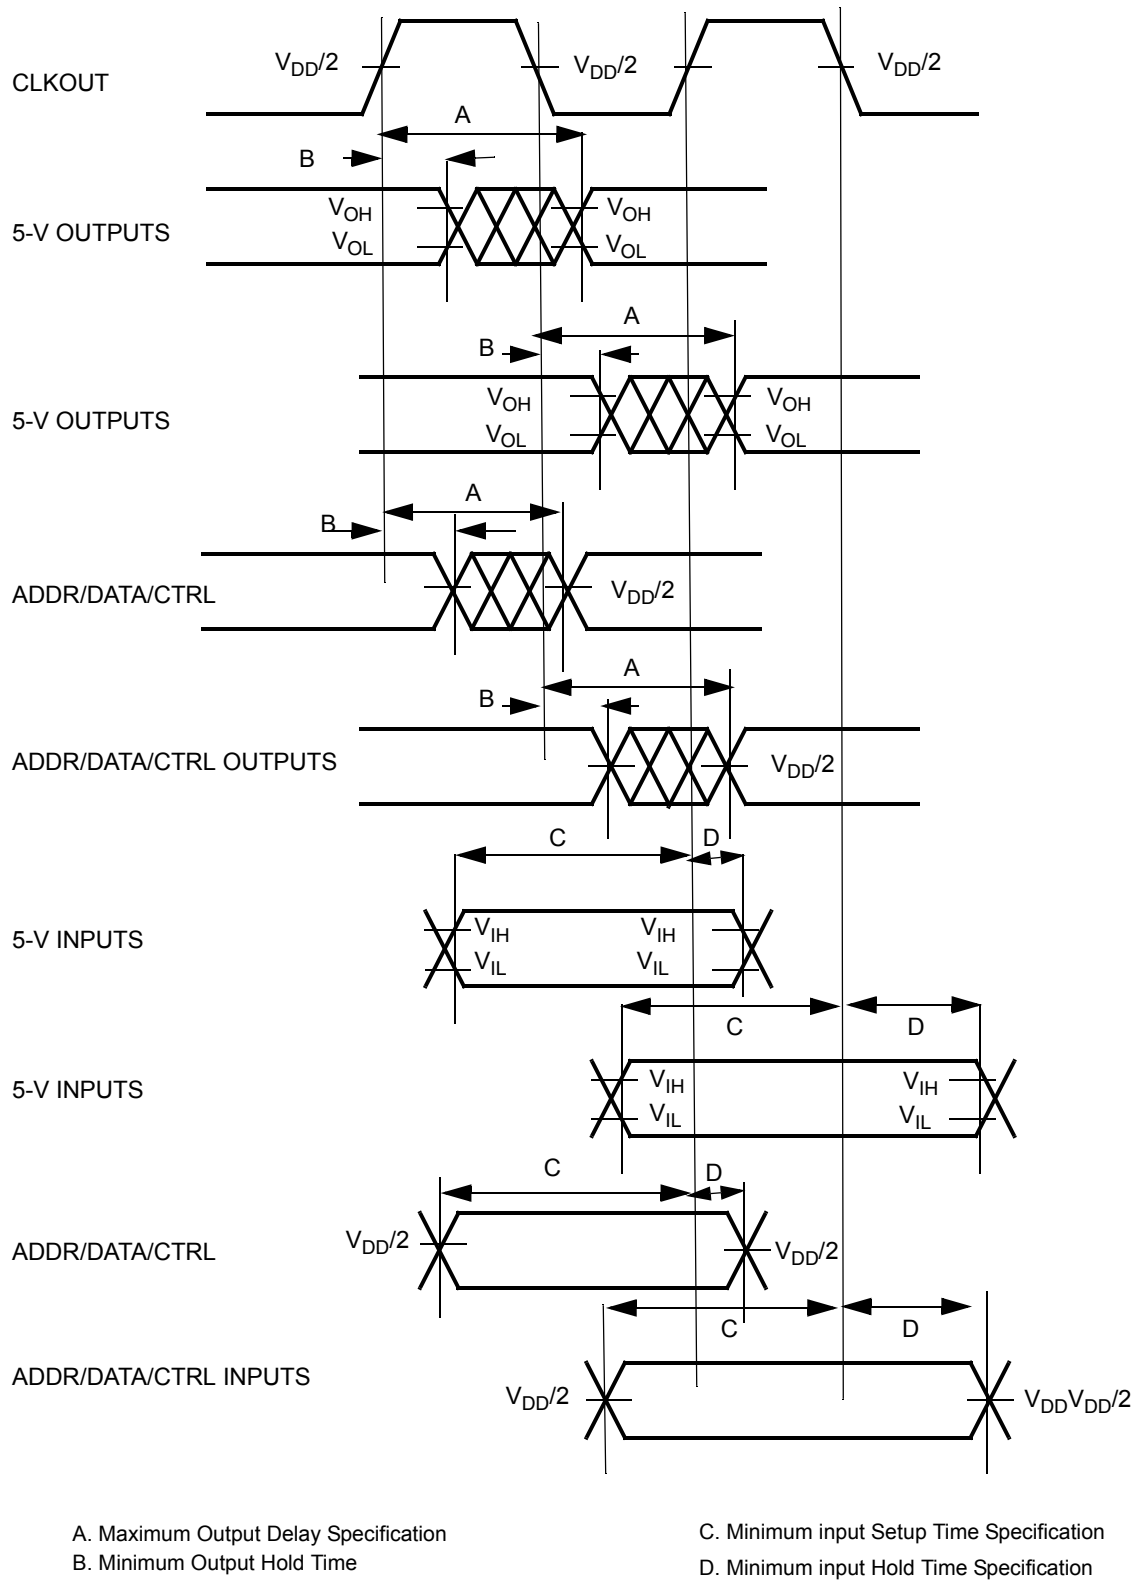 V_DD/2 V_DD/2 V_DD/2
CLKOUT
A
B
V_OH V_OH
5-V OUTPUTS
V_OL V_OL
A
B
V_OH V_OH
5-V OUTPUTS
V_OL V_OL
A
B
ADDR/DATA/CTRL V_DD/2
A
B
ADDR/DATA/CTRL OUTPUTS V_DD/2
C D
V_IH V_IH
5-V INPUTS
V_IL V_IL
C D
V_IH V_IH
5-V INPUTS
V_IL V_IL
C D
ADDR/DATA/CTRL V_DD/2 V_DD/2
C D
ADDR/DATA/CTRL INPUTS
V_DD/2 V_DDV_DD/2
A. Maximum Output Delay Specification
B. Minimum Output Hold Time
C. Minimum input Setup Time Specification
D. Minimum input Hold Time Specification